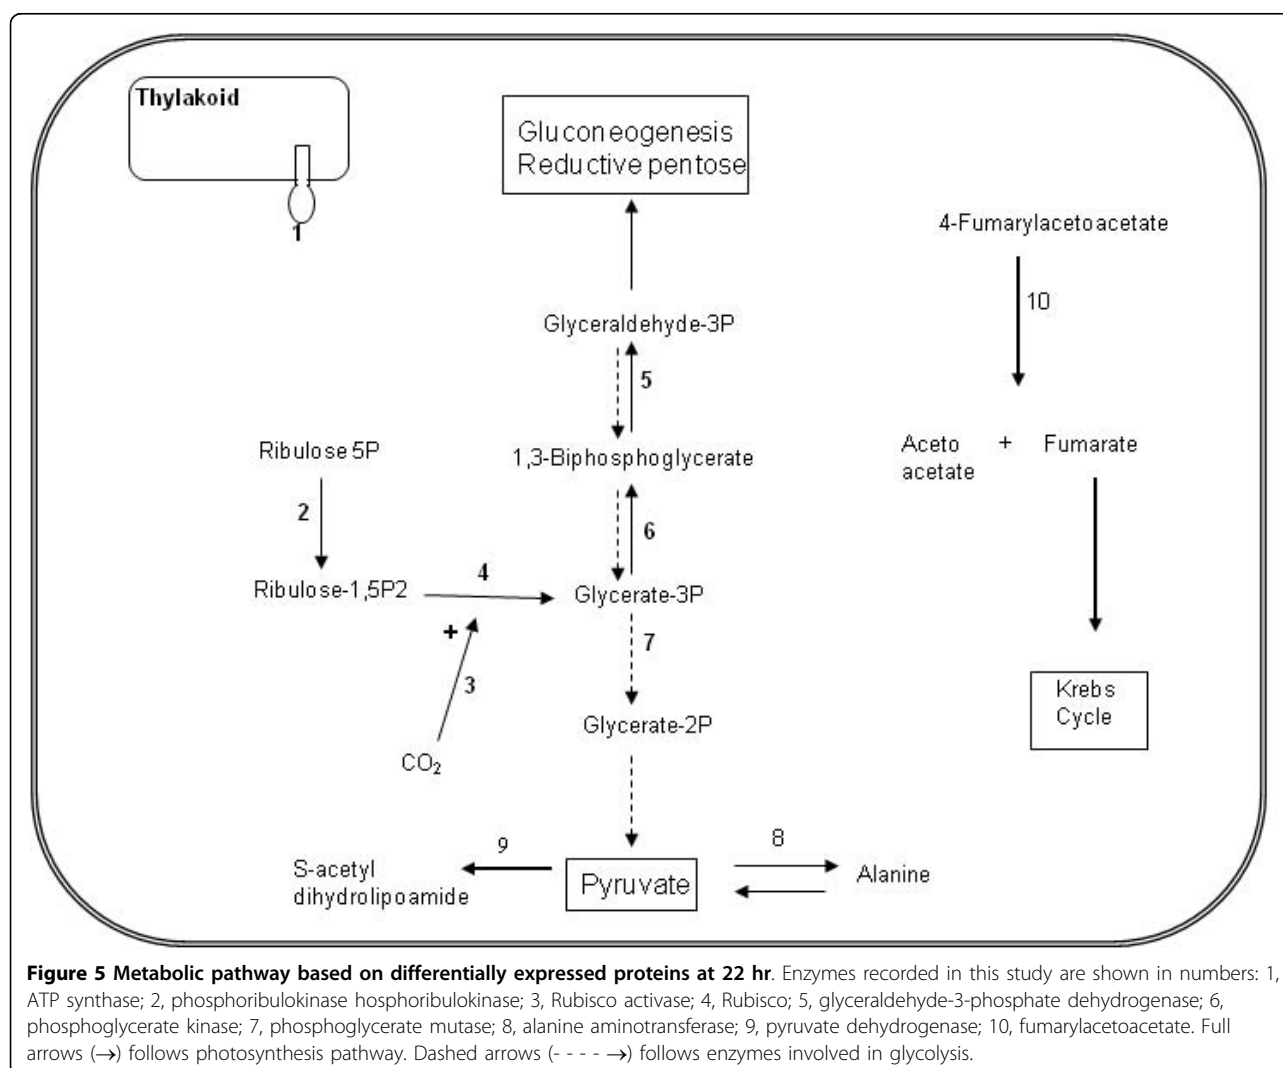 Thylakoid
1
Gluconeogenesis
Reductive pentose
4-Fumarylacetoacetate
10
Glyceraldehyde-3P
5
Ribulose 5P
1,3-Biphosphoglycerate
Aceto
acetate
+
Fumarate
2
6
Ribulose-1,5P2
4
Glycerate-3P
+
3
7
CO₂
Glycerate-2P
Krebs
Cycle
9
8
S-acetyl
dihydrolipoamide
Pyruvate
Alanine
Figure 5 Metabolic pathway based on differentially expressed proteins at 22 hr. Enzymes recorded in this study are shown in numbers: 1,
ATP synthase; 2, phosphoribulokinase hosphoribulokinase; 3, Rubisco activase; 4, Rubisco; 5, glyceraldehyde-3-phosphate dehydrogenase; 6,
phosphoglycerate kinase; 7, phosphoglycerate mutase; 8, alanine aminotransferase; 9, pyruvate dehydrogenase; 10, fumarylacetoacetate. Full
arrows (→) follows photosynthesis pathway. Dashed arrows (- - - - →) follows enzymes involved in glycolysis.